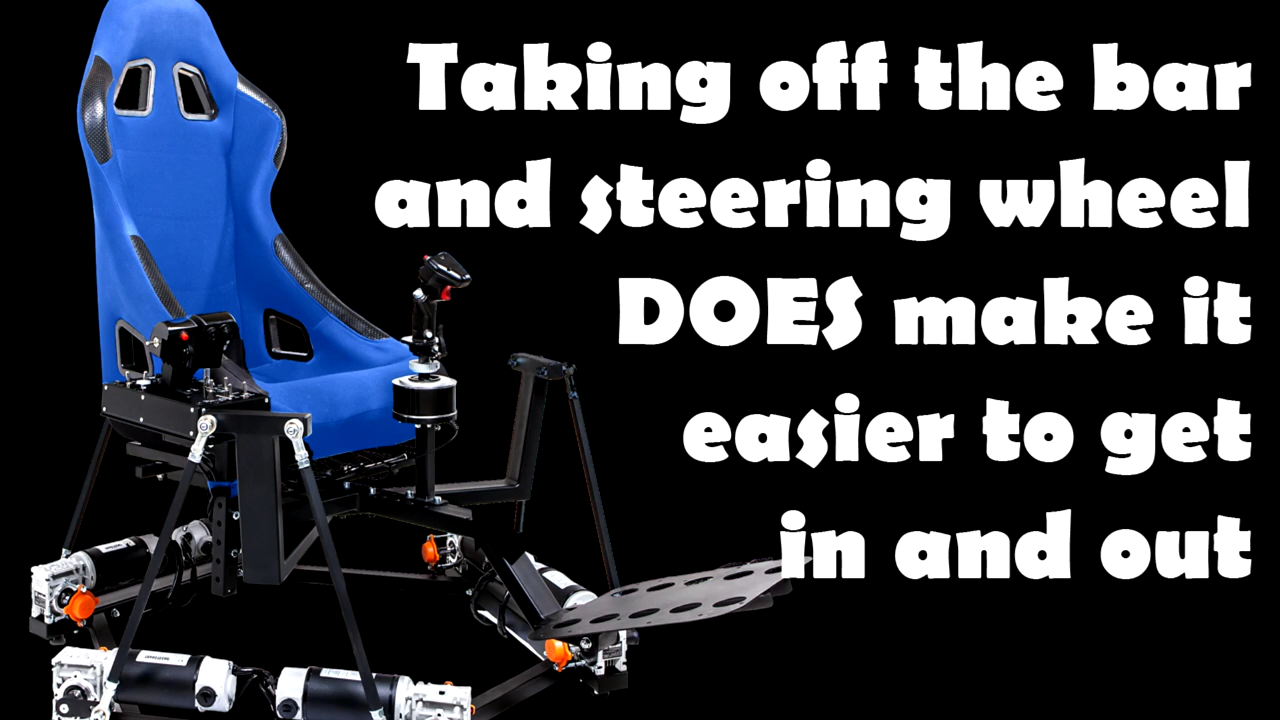 Taking off the bar
and steering wheel
DOES make it
easier to get
in and out